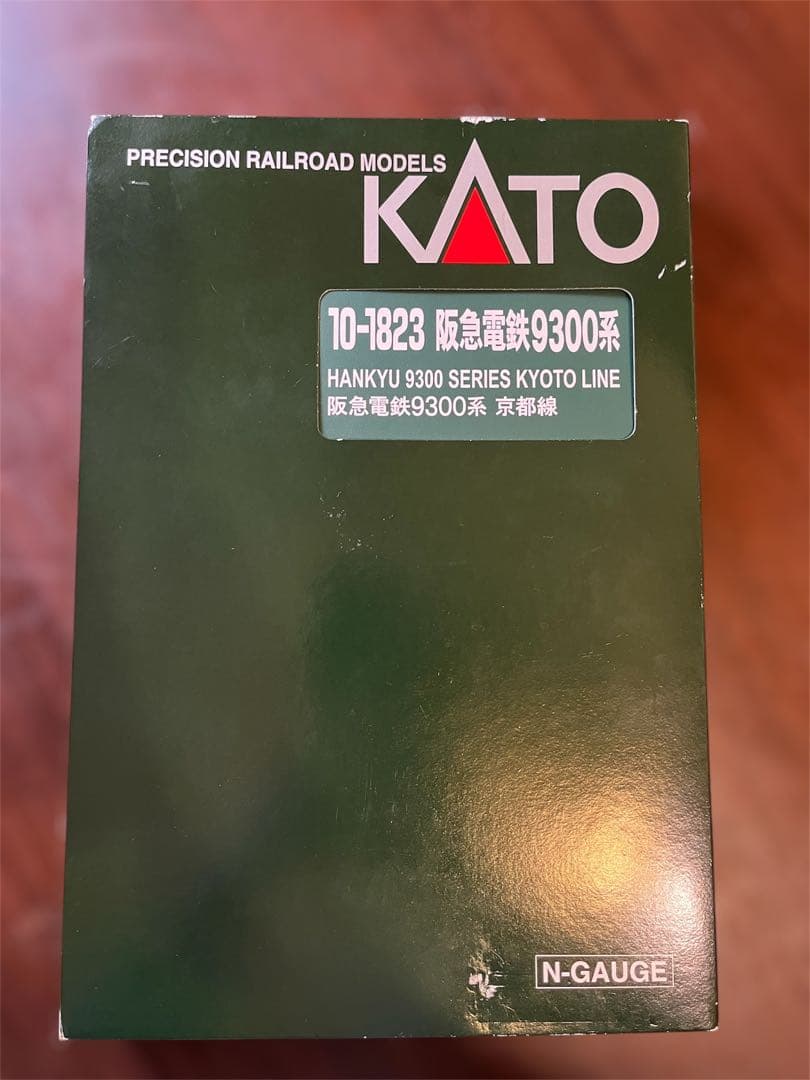 PRECISION RAILROAD MODELS
KATO
10-1823 阪急電鉄9300系
HANKYU 9300 SERIES KYOTO LINE
阪急電鉄9300系 京都線
N-GAUGE